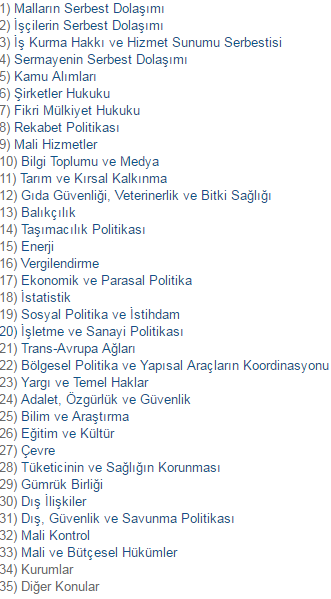 1) Malların Serbest Dolaşımı
2) İşçilerin Serbest Dolaşımı
3) İş Kurma Hakkı ve Hizmet Sunumu Serbestisi
4) Sermayenin Serbest Dolaşımı
5) Kamu Alımları
6) Şirketler Hukuku
7) Fikri Mülkiyet Hukuku
8) Rekabet Politikası
9) Mali Hizmetler
10) Bilgi Toplumu ve Medya
11) Tarım ve Kırsal Kalkınma
12) Gıda Güvenliği, Veterinerlik ve Bitki Sağlığı
13) Balıkçılık
14) Taşımacılık Politikası
15) Enerji
16) Vergilendirme
17) Ekonomik ve Parasal Politika
18) İstatistik
19) Sosyal Politika ve İstihdam
20) İşletme ve Sanayi Politikası
21) Trans-Avrupa Ağları
22) Bölgesel Politika ve Yapısal Araçların Koordinasyonu
23) Yargı ve Temel Haklar
24) Adalet, Özgürlük ve Güvenlik
25) Bilim ve Araştırma
26) Eğitim ve Kültür
27) Çevre
28) Tüketicinin ve Sağlığın Korunması
29) Gümrük Birliği
30) Dış İlişkiler
31) Dış, Güvenlik ve Savunma Politikası
32) Mali Kontrol
33) Mali ve Bütçesel Hükümler
34) Kurumlar
35) Diğer Konular